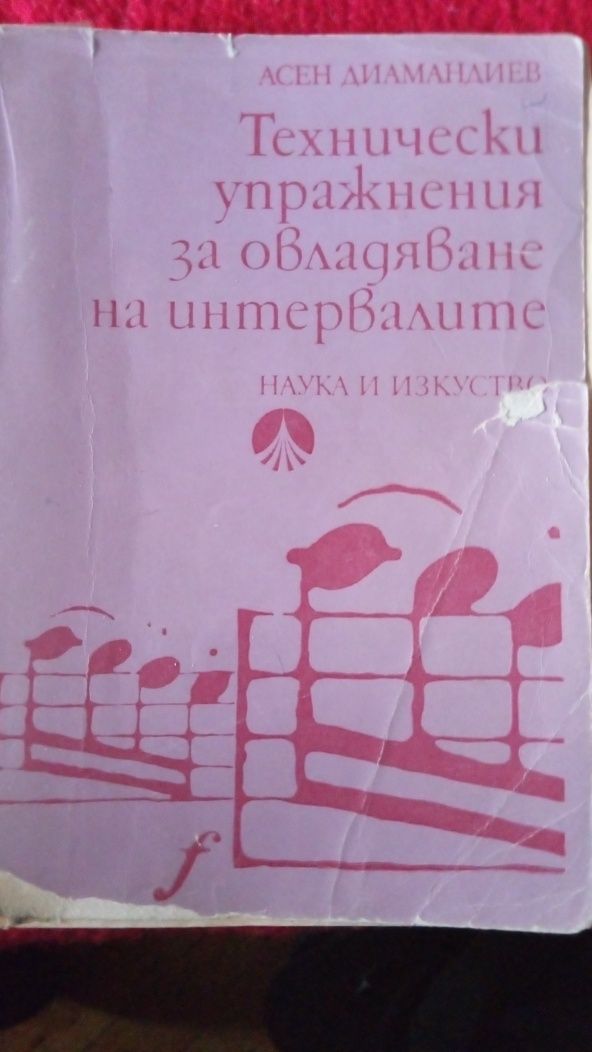 АСЕН ДИАМАНДИЕВ
Технически
упражнения
за овладяване
на интервалите
НАУКА И ИЗКУСТВО
f